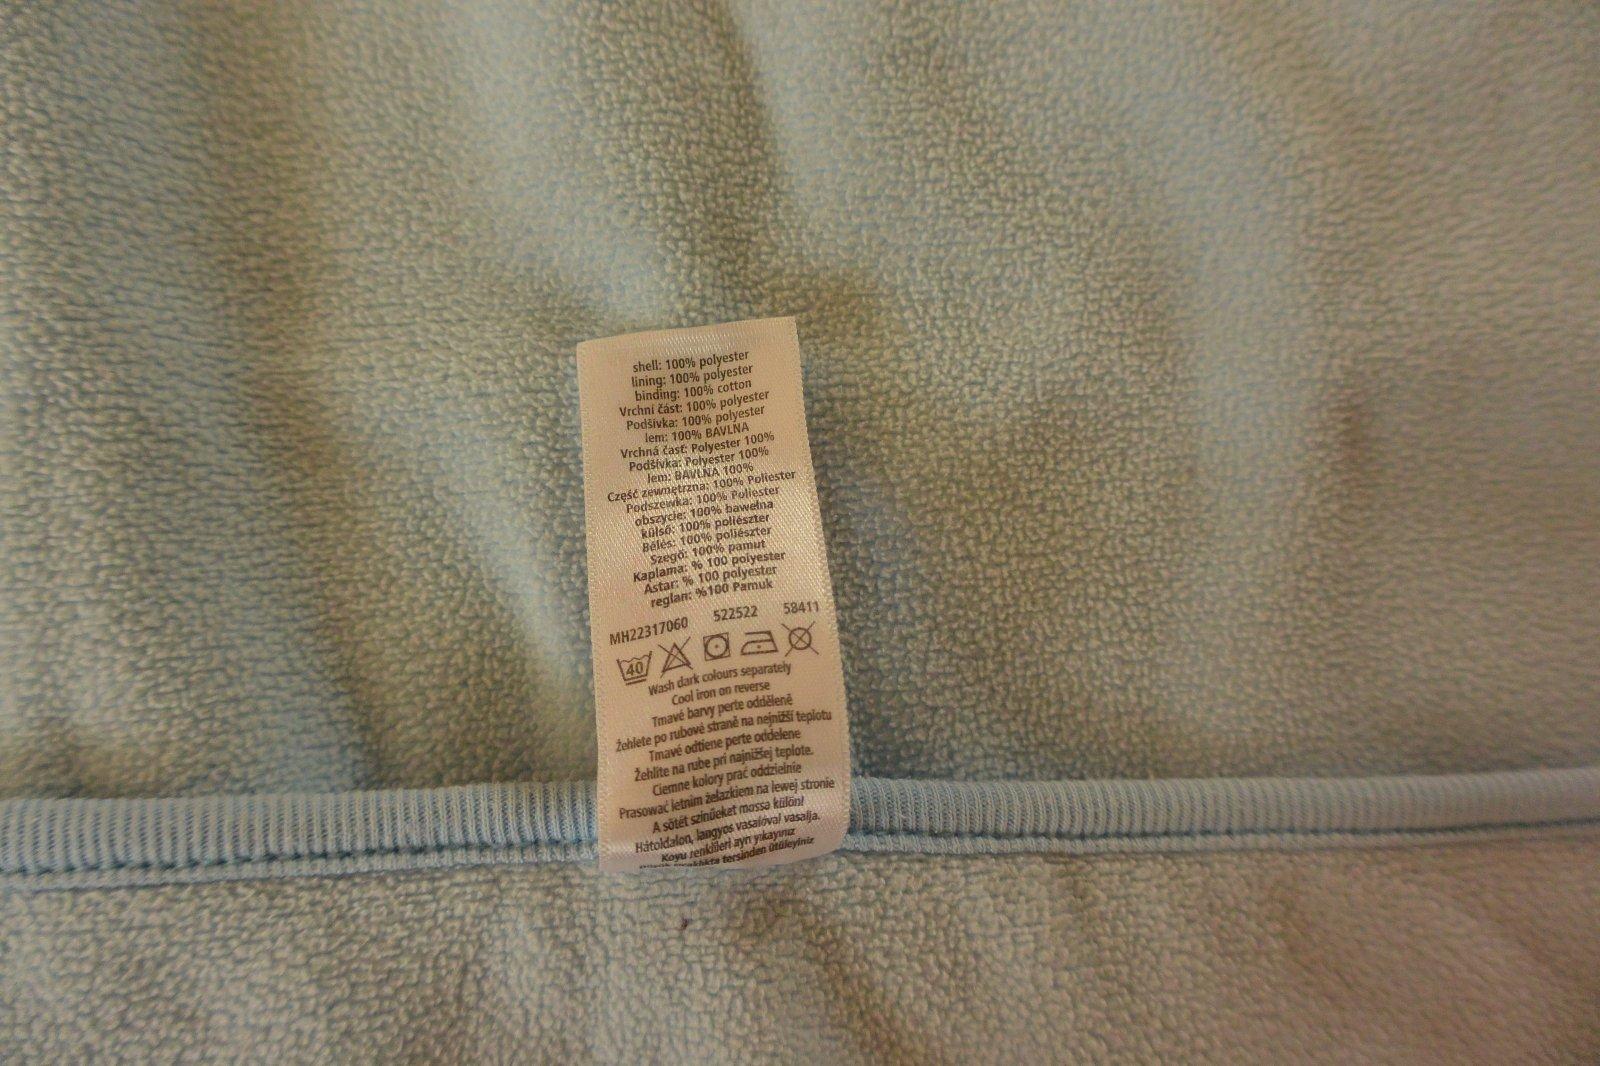 shell: 100% polyester
lining: 100% polyester
binding: 100% cotton
Vrchní část: 100% polyester
Podšívka: 100% polyester
lem: 100% BAVLNA
Vrchná časť: Polyester 100%
Podšívka: Polyester 100%
lem: BAVLNA 100%
Część zewnętrzna: 100% Poliester
Podszewka: 100% Poliester
obszycie: 100% bawełna
külső: 100% poliészter
Bélés: 100% poliészter
Szegő: 100% pamut
Kaplama: % 100 polyester
Astar: % 100 polyester
reglan: %100 Pamuk
MH22317060 522522 58411
40
Wash dark colours separately
Cool iron on reverse
Tmavé barvy perte odděleně
Žehlete po rubové straně na nejnižší teplotu
Tmavé odtiene perte oddelene
Žehlite na rube pri najnižšej teplote.
Ciemne kolory prać oddzielnie
Prasować letnim żelazkiem na lewej stronie
A sötét színűeket mossa külön!
Hátoldalon, langyos vasalóval vasalja.
Koyu renklileri ayrı yıkayınız
tersinden ütüleyiniz